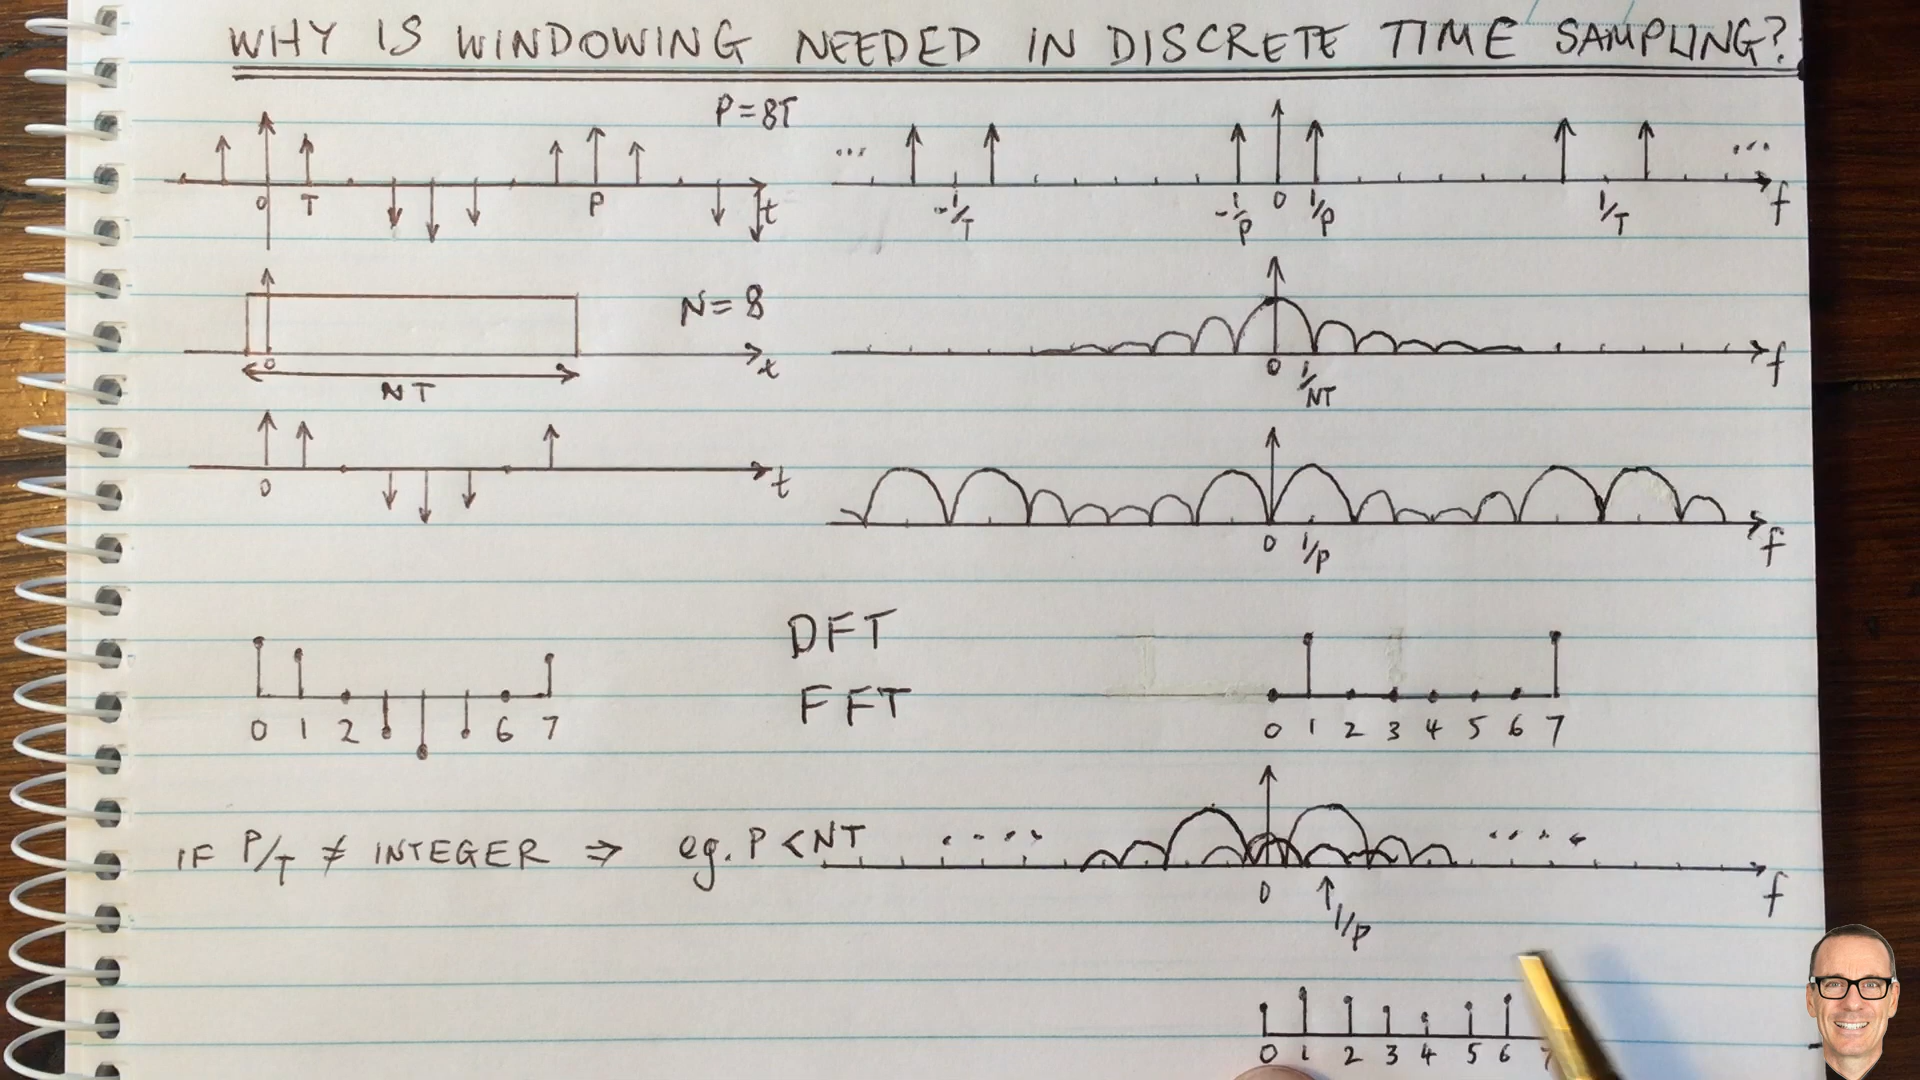 WHY IS WINDOWING NEEDED IN DISCRETE TIME SAMPLING?
P=8T
0 T P t
... -1/T -1/P 0 1/P 1/T ... f
N=8
0 t
NT
0 1/NT f
0 t
0 1/P f
DFT
FFT
0 1 2 6 7
0 1 2 3 4 5 6 7
IF P/T ≠ INTEGER ⇒ eg. P < NT
.... ....
0 1/P f
0 1 2 3 4 5 6 7